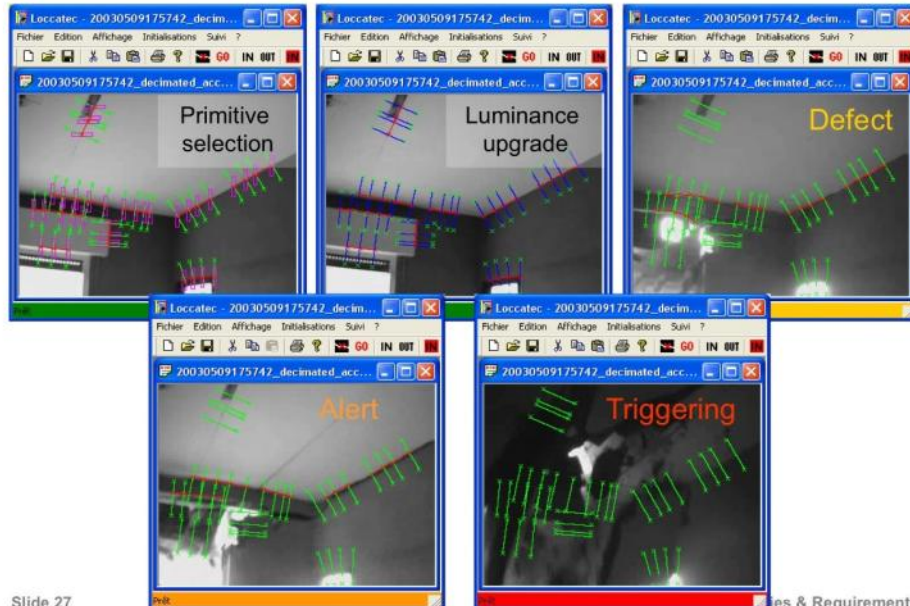 Loccatec - 20030509175742_decim...
Fichier Edition Affichage Initialisations Suivi ?
GO IN OUT IN
20030509175742_decimated_acc...
Primitive
selection
Prêt
Loccatec - 20030509175742_decim...
Fichier Edition Affichage Initialisations Suivi ?
GO IN OUT IN
20030509175742_decimated_acc...
Luminance
upgrade
Loccatec - 20030509175742_decim...
Fichier Edition Affichage Initialisations Suivi ?
GO IN OUT IN
20030509175742_decimated_acc...
Defect
Loccatec - 20030509175742_decim...
Fichier Edition Affichage Initialisations Suivi ?
GO IN OUT IN
20030509175742_decimated_acc...
Alert
Prêt
Loccatec - 20030509175742_decim...
Fichier Edition Affichage Initialisations Suivi ?
GO IN OUT IN
20030509175742_decimated_acc...
Triggering
Prêt
Slide 27
ies & Requirement